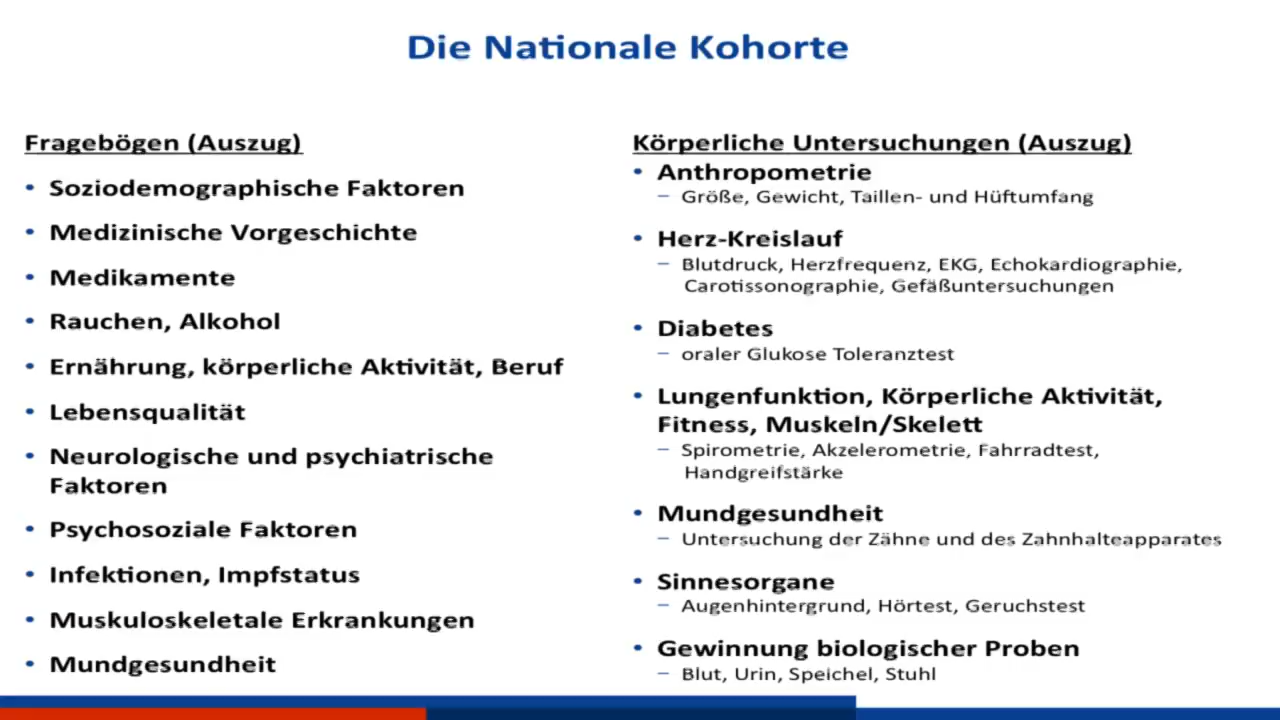 Die Nationale Kohorte
Fragebögen (Auszug)
• Soziodemographische Faktoren
• Medizinische Vorgeschichte
• Medikamente
• Rauchen, Alkohol
• Ernährung, körperliche Aktivität, Beruf
• Lebensqualität
• Neurologische und psychiatrische
Faktoren
• Psychosoziale Faktoren
• Infektionen, Impfstatus
• Muskuloskeletale Erkrankungen
• Mundgesundheit
Körperliche Untersuchungen (Auszug)
• Anthropometrie
– Größe, Gewicht, Taillen- und Hüftumfang
• Herz-Kreislauf
– Blutdruck, Herzfrequenz, EKG, Echokardiographie,
Carotissonographie, Gefäßuntersuchungen
• Diabetes
– oraler Glukose Toleranztest
• Lungenfunktion, Körperliche Aktivität,
Fitness, Muskeln/Skelett
– Spirometrie, Akzelerometrie, Fahrradtest,
Handgreifstärke
• Mundgesundheit
– Untersuchung der Zähne und des Zahnhalteapparates
• Sinnesorgane
– Augenhintergrund, Hörtest, Geruchstest
• Gewinnung biologischer Proben
– Blut, Urin, Speichel, Stuhl